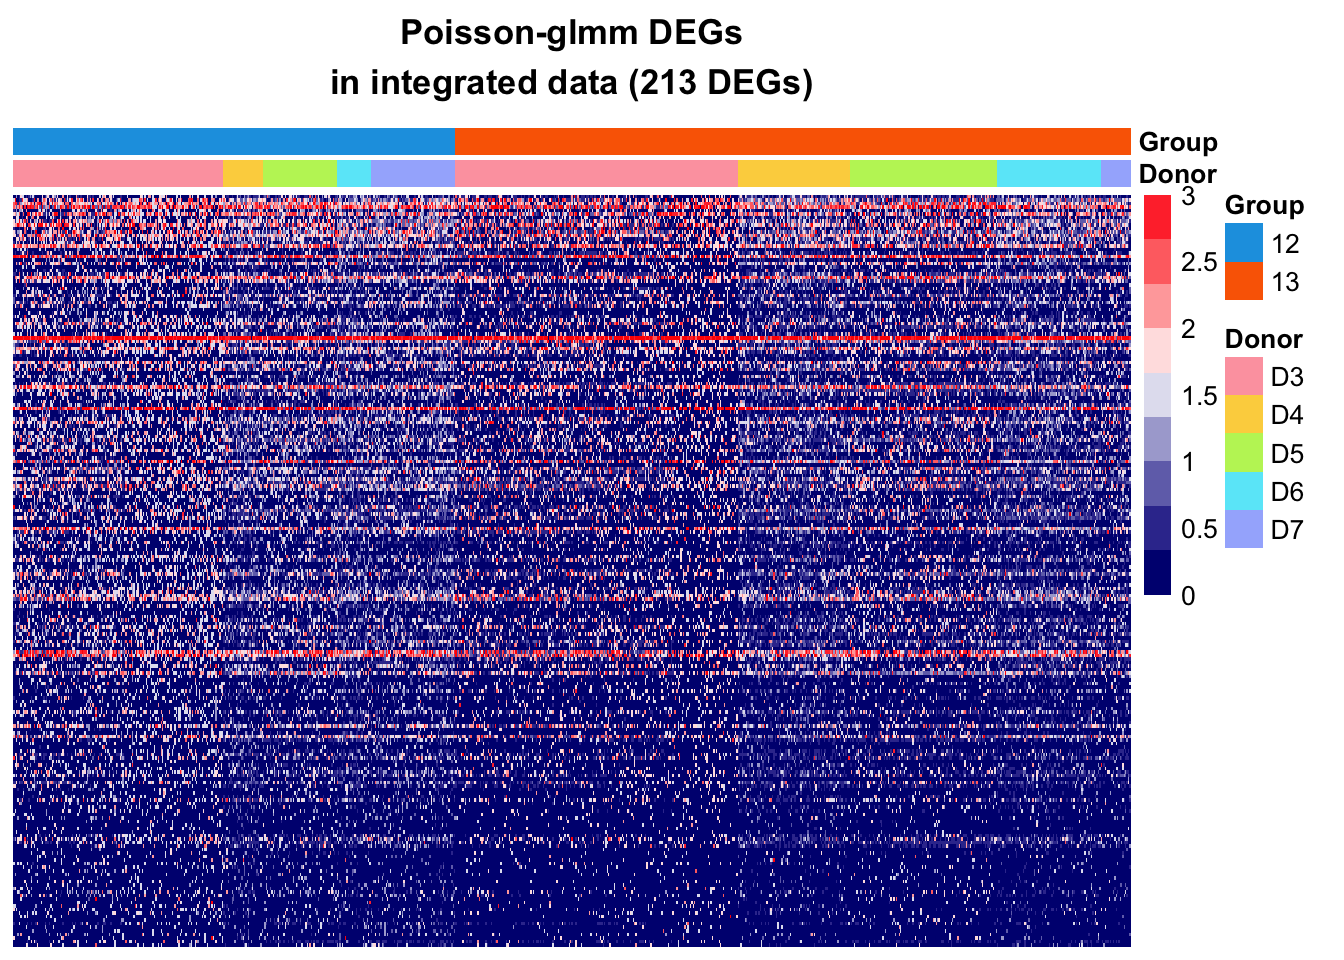 Poisson-glmm DEGs
in integrated data (213 DEGs)
Group
Donor
3
2.5
2
1.5
1
0.5
0
Group
12
13
Donor
D3
D4
D5
D6
D7